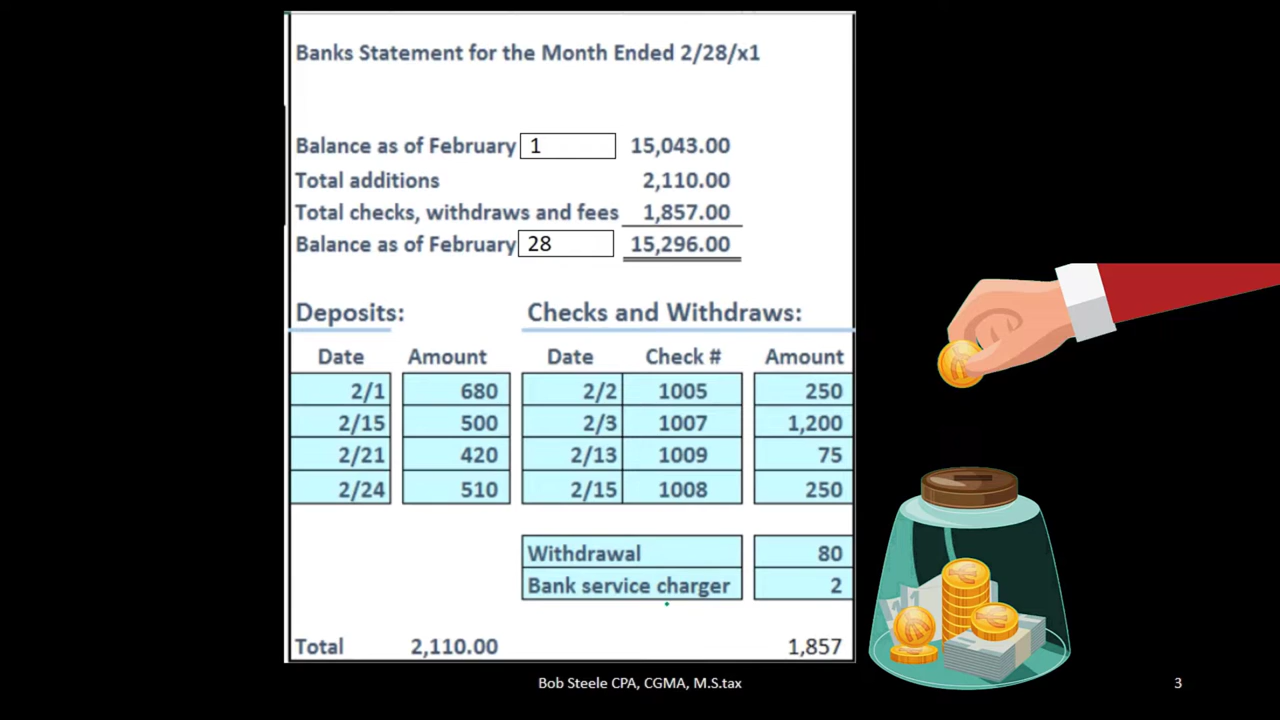 Banks Statement for the Month Ended 2/28/x1
Balance as of February 1 15,043.00
Total additions 2,110.00
Total checks, withdraws and fees 1,857.00
Balance as of February 28 15,296.00
Deposits: Checks and Withdraws:
Date Amount Date Check # Amount
2/1 680 2/2 1005 250
2/15 500 2/3 1007 1,200
2/21 420 2/13 1009 75
2/24 510 2/15 1008 250
Withdrawal 80
Bank service charger 2
Total 2,110.00 1,857
Bob Steele CPA, CGMA, M.S.tax 3